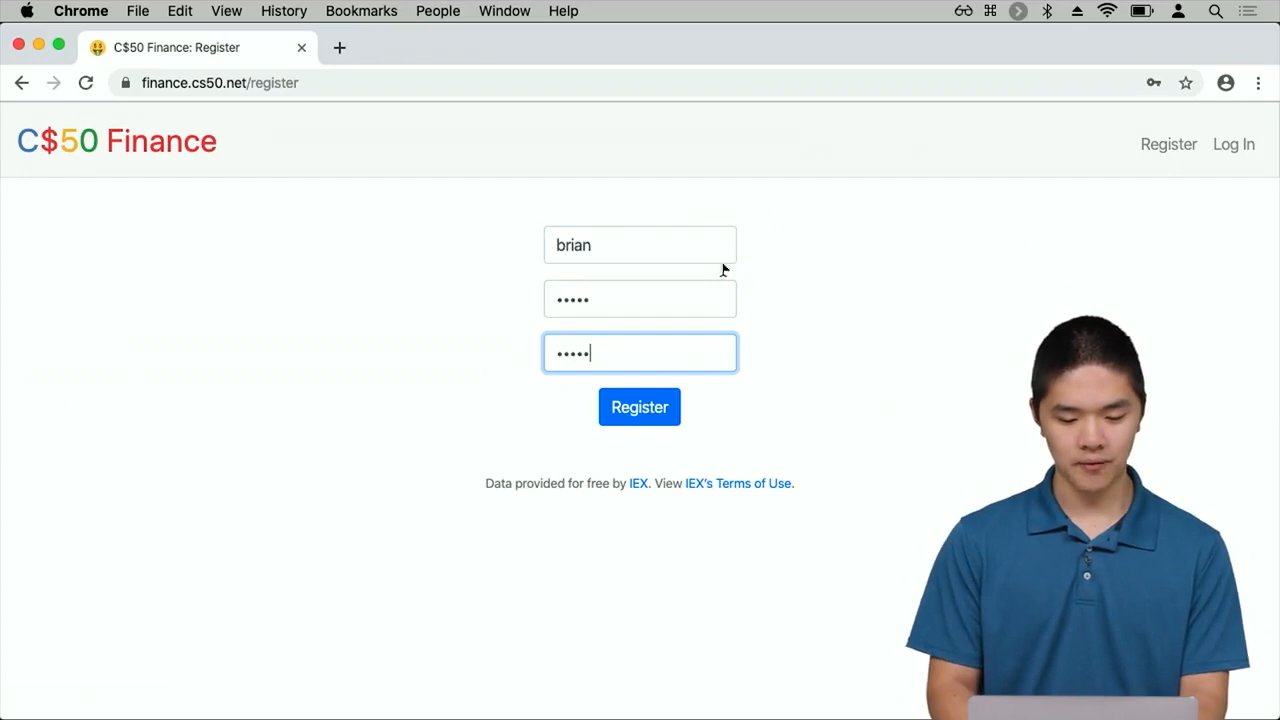 Chrome File Edit View History Bookmarks People Window Help
C$50 Finance: Register
finance.cs50.net/register
C$50 Finance
Register Log In
brian
•••••
•••••
Register
Data provided for free by IEX. View IEX's Terms of Use.